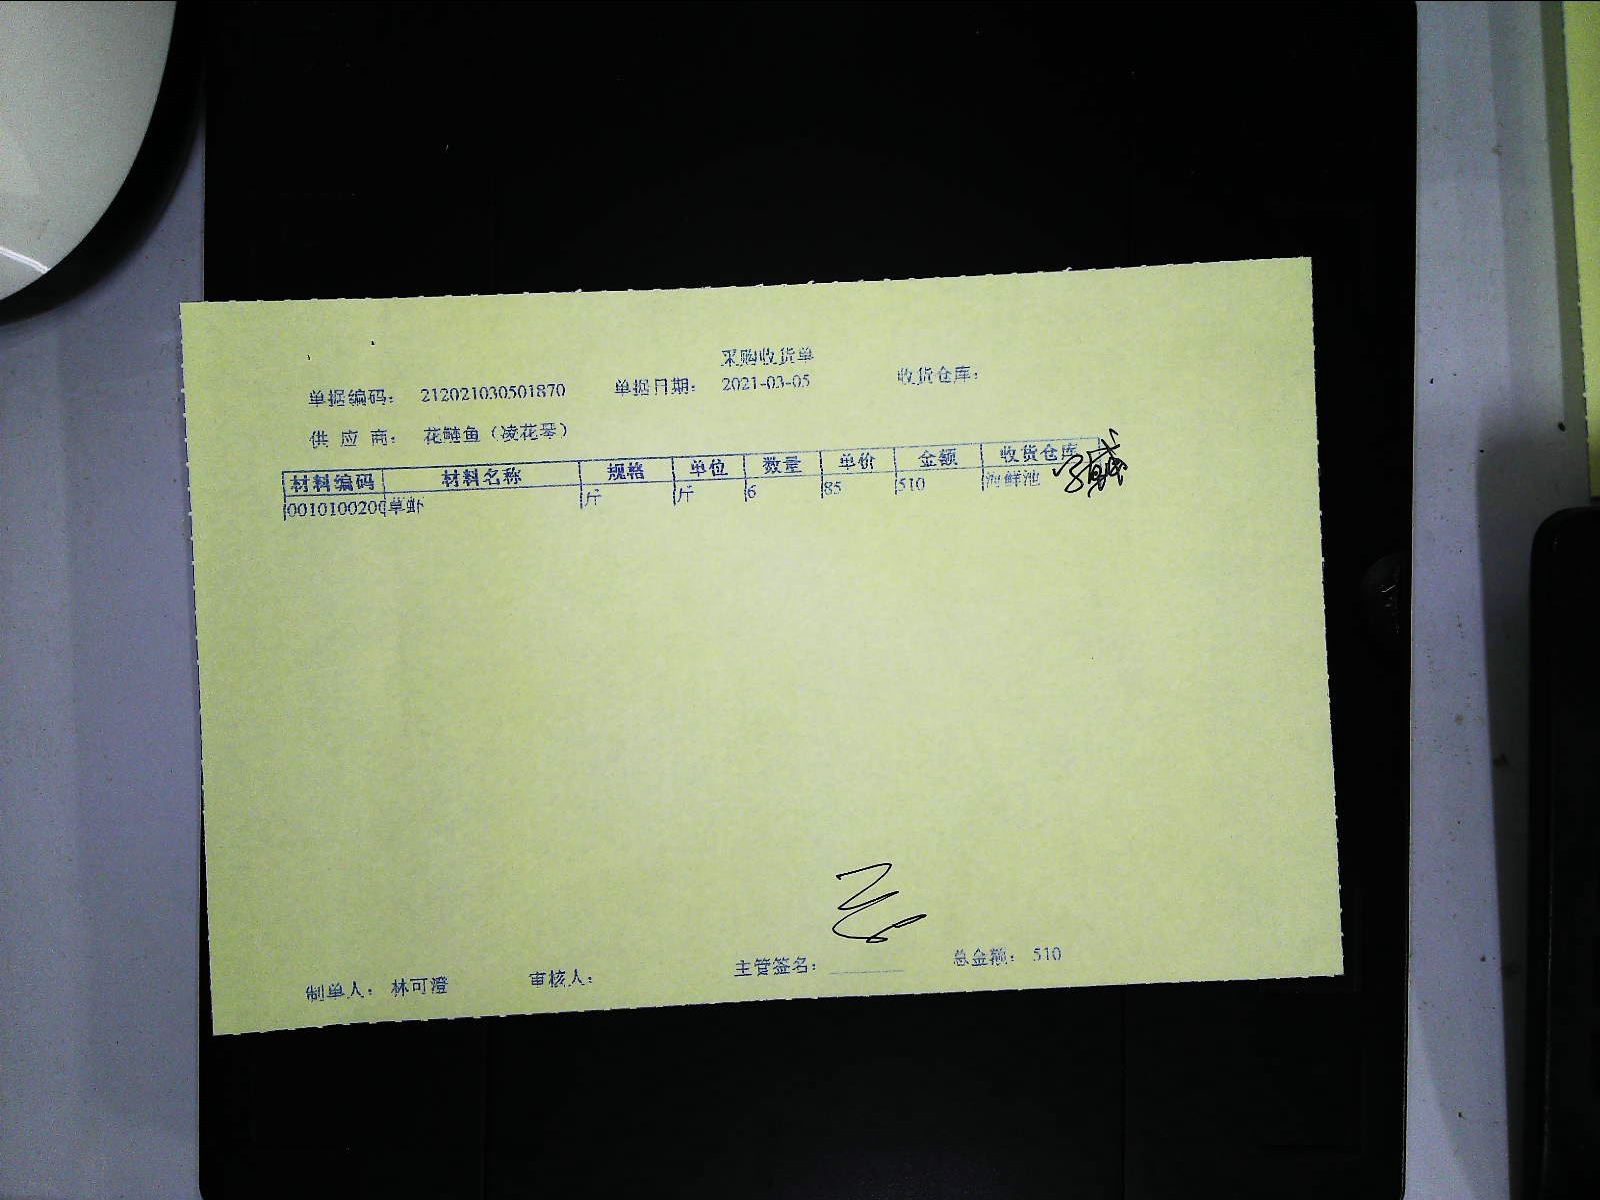 采购收货单
单据编码： 212021030501870 单据日期： 2021-03-05 收货仓库：
供 应 商： 花鲢鱼（凌花琴）
材料编码 材料名称 规格 单位 数量 单价 金额 收货仓库
001010020 草虾 斤 斤 6 85 510 海鲜池
制单人： 林可澄 审核人： 主管签名： 总金额： 510